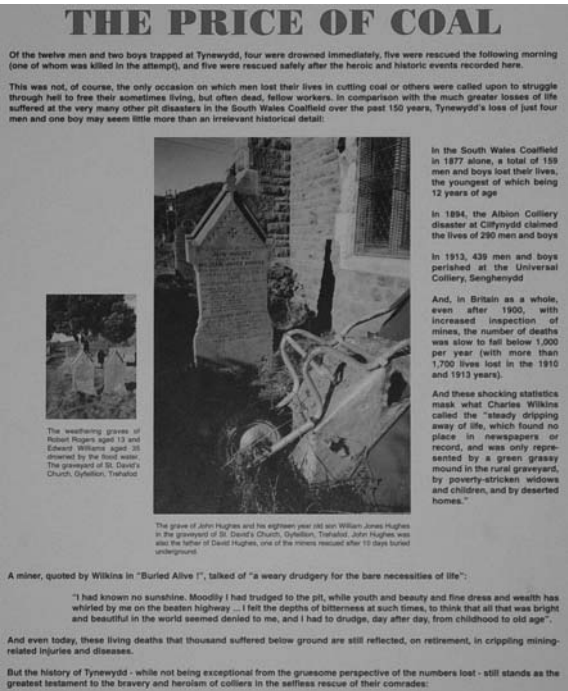 THE PRICE OF COAL
Of the twelve men and two boys trapped at Tynewydd, four were drowned immediately, five were rescued the following morning
(one of whom was killed in the attempt), and five were rescued safely after the heroic and historic events recorded here.
This was not, of course, the only occasion on which men lost their lives in cutting coal or others were called upon to struggle
through hell to free their sometimes living, but often dead, fellow workers. In comparison with the much greater losses of life
suffered at the very many other pit disasters in the South Wales Coalfield over the past 150 years, Tynewydd's loss of just four
men and one boy may seem little more than an irrelevant historical detail:
In the South Wales Coalfield
in 1877 alone, a total of 159
men and boys lost their lives,
the youngest of which being
12 years of age
In 1894, the Albion Colliery
disaster at Cilfynydd claimed
the lives of 290 men and boys
In 1913, 439 men and boys
perished at the Universal
Colliery, Senghenydd
And, in Britain as a whole,
even after 1900, with
increased inspection of
mines, the number of deaths
was slow to fall below 1,000
per year (with more than
1,700 lives lost in the 1910
and 1913 years).
And these shocking statistics
mask what Charles Wilkins
called the "steady dripping
away of life, which found no
place in newspapers or
record, and was only repre-
sented by a green grassy
mound in the rural graveyard,
by poverty-stricken widows
and children, and by deserted
homes."
The weathering graves of
Robert Rogers aged 13 and
Edward Williams aged 35
drowned by the flood water.
The graveyard of St. David's
Church, Gyfeillion, Trehafod
The grave of John Hughes and his eighteen year old son William Jones Hughes
in the graveyard of St. David's Church, Gyfeillion, Trehafod. John Hughes was
also the father of David Hughes, one of the miners rescued after 10 days buried
underground.
A miner, quoted by Wilkins in "Buried Alive !", talked of "a weary drudgery for the bare necessities of life":
"I had known no sunshine. Moodily I had trudged to the pit, while youth and beauty and fine dress and wealth has
whirled by me on the beaten highway ... I felt the depths of bitterness at such times, to think that all that was bright
and beautiful in the world seemed denied to me, and I had to drudge, day after day, from childhood to old age".
And even today, these living deaths that thousand suffered below ground are still reflected, on retirement, in crippling mining-
related injuries and diseases.
But the history of Tynewydd - while not being exceptional from the gruesome perspective of the numbers lost - still stands as the
greatest testament to the bravery and heroism of colliers in the selfless rescue of their comrades: